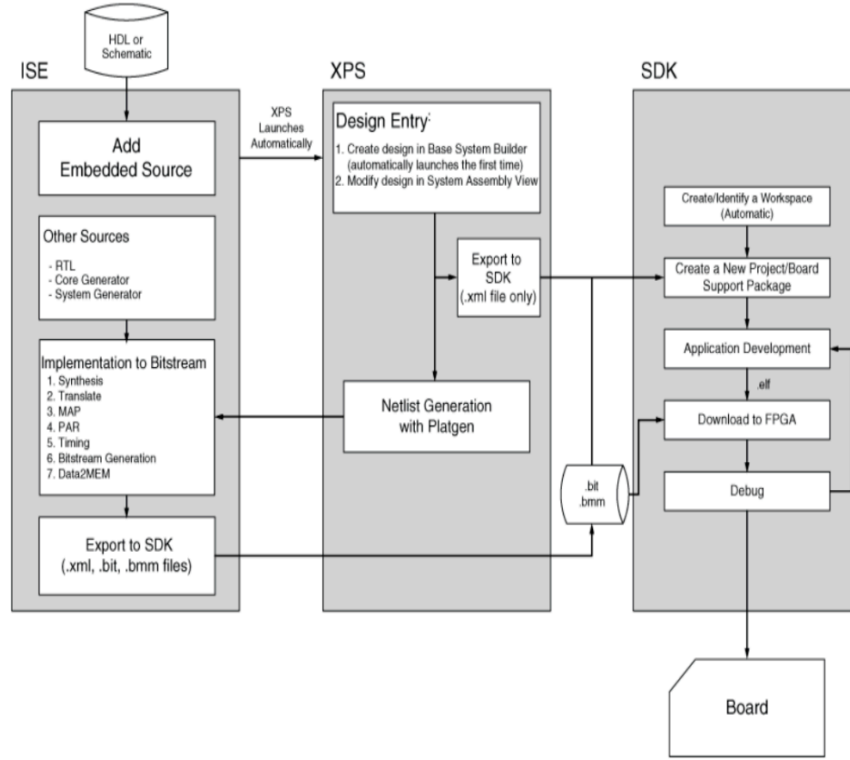 HDL or
Schematic
ISE
Add
Embedded Source
Other Sources
- RTL
- Core Generator
- System Generator
Implementation to Bitstream
1. Synthesis
2. Translate
3. MAP
4. PAR
5. Timing
6. Bitstream Generation
7. Data2MEM
Export to SDK
(.xml, .bit, .bmm files)
XPS
Launches
Automatically
XPS
Design Entry:
1. Create design in Base System Builder
(automatically launches the first time)
2. Modify design in System Assembly View
Export to
SDK
(.xml file only)
Netlist Generation
with Platgen
.bit
.bmm
SDK
Create/Identify a Workspace
(Automatic)
Create a New Project/Board
Support Package
Application Development
.elf
Download to FPGA
Debug
Board